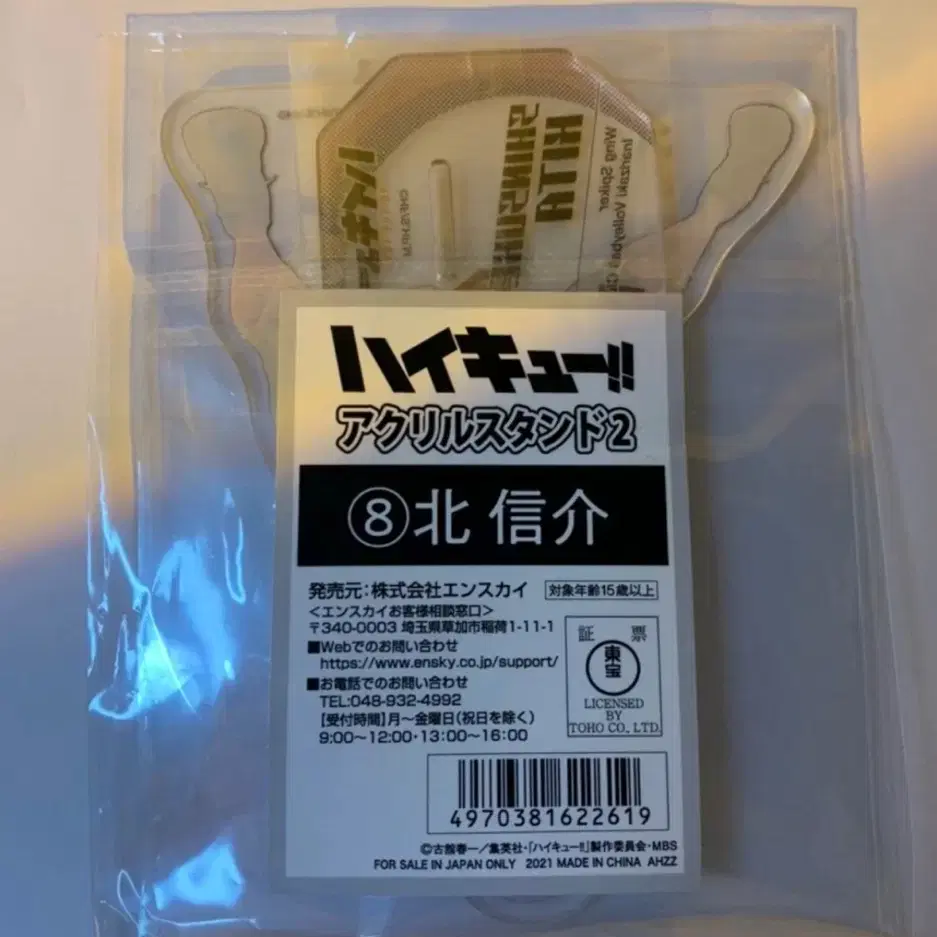 KITA
SHINSUKE
Wing Spiker
Inarizaki Volleyball
ハイキュー!!
アクリルスタンド2
⑧北 信介
発売元:株式会社エンスカイ
対象年齢15歳以上
<エンスカイお客様相談窓口>
〒340-0003 埼玉県草加市稲荷1-11-1
■Webでのお問い合わせ
https://www.ensky.co.jp/support/
■お電話でのお問い合わせ
TEL:048-932-4992
【受付時間】月~金曜日(祝日を除く)
9:00~12:00・13:00~16:00
証 票
東宝
LICENSED
BY
TOHO CO., LTD.
4970381622619
©古舘春一/集英社・「ハイキュー!!」製作委員会・MBS
FOR SALE IN JAPAN ONLY 2021 MADE IN CHINA AHZZ